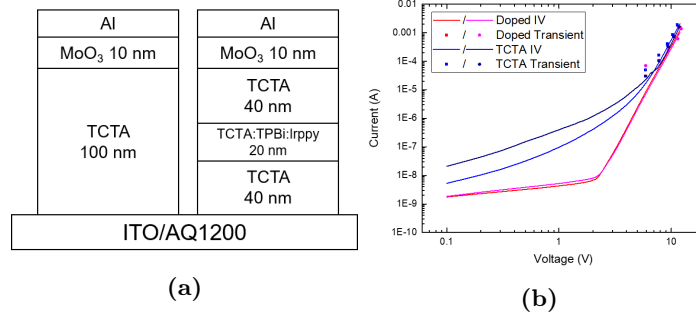 Al
MoO₃ 10 nm
TCTA
100 nm
Al
MoO₃ 10 nm
TCTA
40 nm
TCTA:TPBi:Irppy
20 nm
TCTA
40 nm
ITO/AQ1200
(a)
0.001
1E-4
1E-5
1E-6
1E-7
1E-8
1E-9
1E-10
Current (A)
/ Doped IV
/ Doped Transient
/ TCTA IV
/ TCTA Transient
0.1
1
10
Voltage (V)
(b)